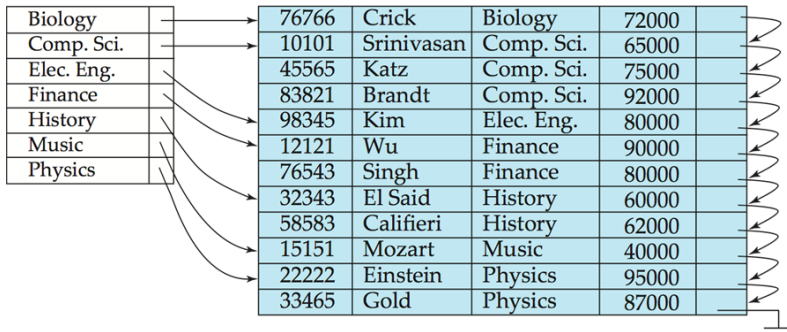 Biology
Comp. Sci.
Elec. Eng.
Finance
History
Music
Physics
76766 Crick Biology 72000
10101 Srinivasan Comp. Sci. 65000
45565 Katz Comp. Sci. 75000
83821 Brandt Comp. Sci. 92000
98345 Kim Elec. Eng. 80000
12121 Wu Finance 90000
76543 Singh Finance 80000
32343 El Said History 60000
58583 Califieri History 62000
15151 Mozart Music 40000
22222 Einstein Physics 95000
33465 Gold Physics 87000